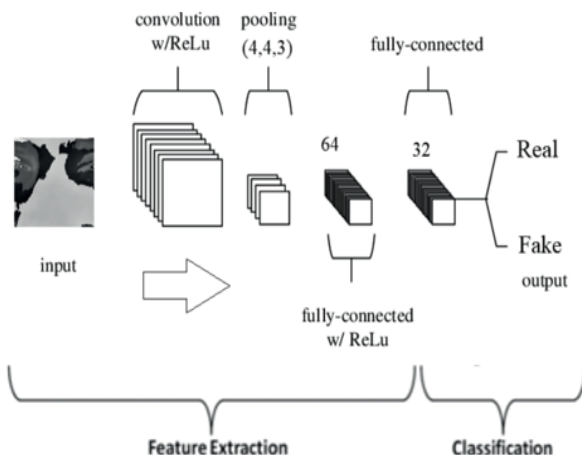 convolution
w/ReLu
pooling
(4,4,3)
fully-connected
64
32
Real
Fake
input
output
fully-connected
w/ ReLu
Feature Extraction
Classification